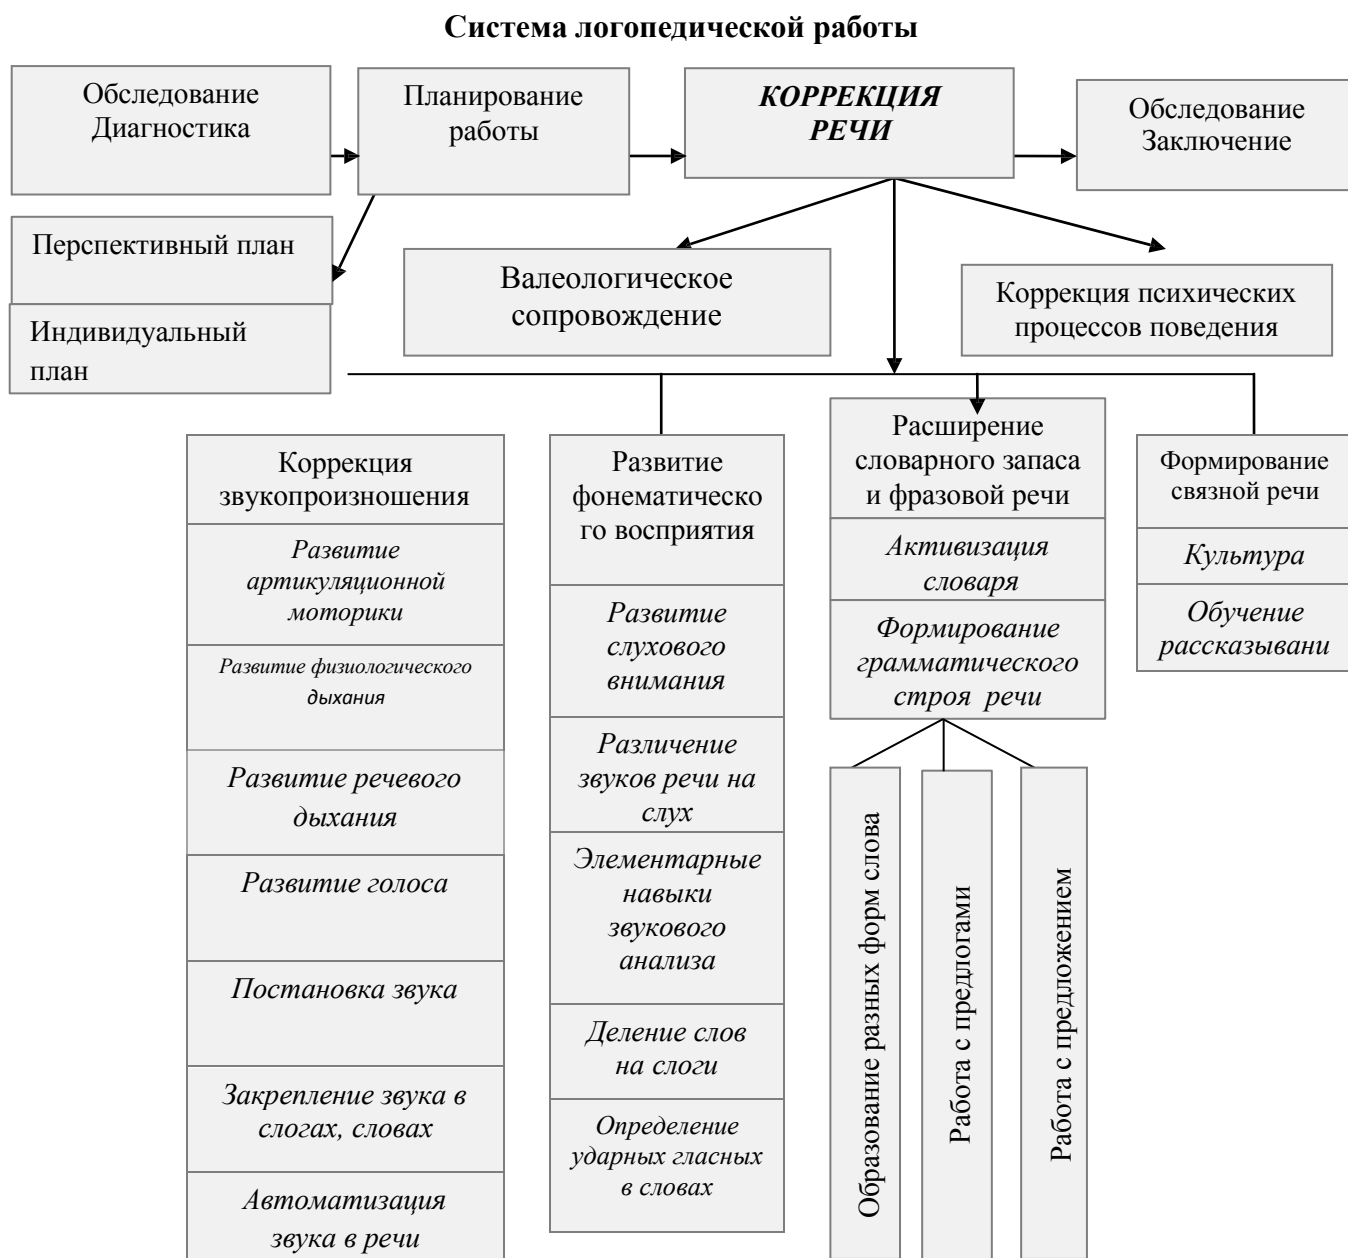 Система логопедической работы
Обследование
Диагностика
Планирование
работы
КОРРЕКЦИЯ
РЕЧИ
Обследование
Заключение
Перспективный план
Индивидуальный
план
Валеологическое
сопровождение
Коррекция психических
процессов поведения
Коррекция
звукопроизношения
Развитие
артикуляционной
моторики
Развитие физиологического
дыхания
Развитие речевого
дыхания
Развитие голоса
Постановка звука
Закрепление звука в
слогах, словах
Автоматизация
звука в речи
Развитие
фонематическо
го восприятия
Развитие
слухового
внимания
Различение
звуков речи на
слух
Элементарные
навыки
звукового
анализа
Деление слов
на слоги
Определение
ударных гласных
в словах
Расширение
словарного запаса
и фразовой речи
Активизация
словаря
Формирование
грамматического
строя речи
Образование разных форм слова
Работа с предлогами
Работа с предложением
Формирование
связной речи
Культура
Обучение
рассказывани